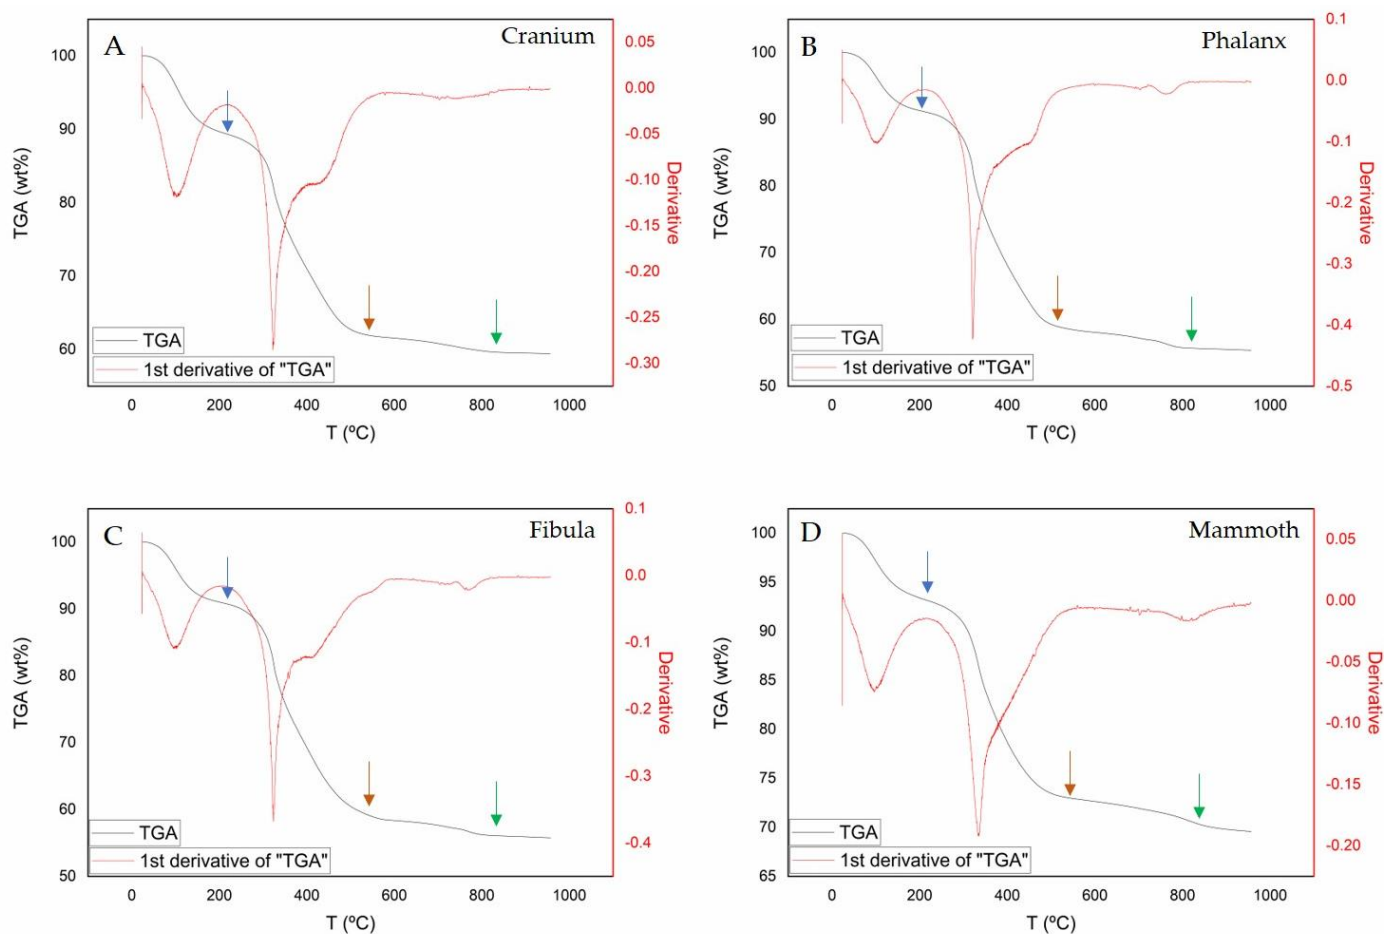 A
Cranium
TGA (wt%)
100
90
80
70
60
0.05
0.00
-0.05
-0.10
-0.15
-0.20
-0.25
-0.30
Derivative
TGA
1st derivative of "TGA"
0 200 400 600 800 1000
T (ºC)
B
Phalanx
TGA (wt%)
100
90
80
70
60
50
0.1
0.0
-0.1
-0.2
-0.3
-0.4
-0.5
Derivative
TGA
1st derivative of "TGA"
0 200 400 600 800 1000
T (ºC)
C
Fibula
TGA (wt%)
100
90
80
70
60
50
0.1
0.0
-0.1
-0.2
-0.3
-0.4
Derivative
TGA
1st derivative of "TGA"
0 200 400 600 800 1000
T (ºC)
D
Mammoth
TGA (wt%)
100
95
90
85
80
75
70
65
0.05
0.00
-0.05
-0.10
-0.15
-0.20
Derivative
TGA
1st derivative of "TGA"
0 200 400 600 800 1000
T (ºC)